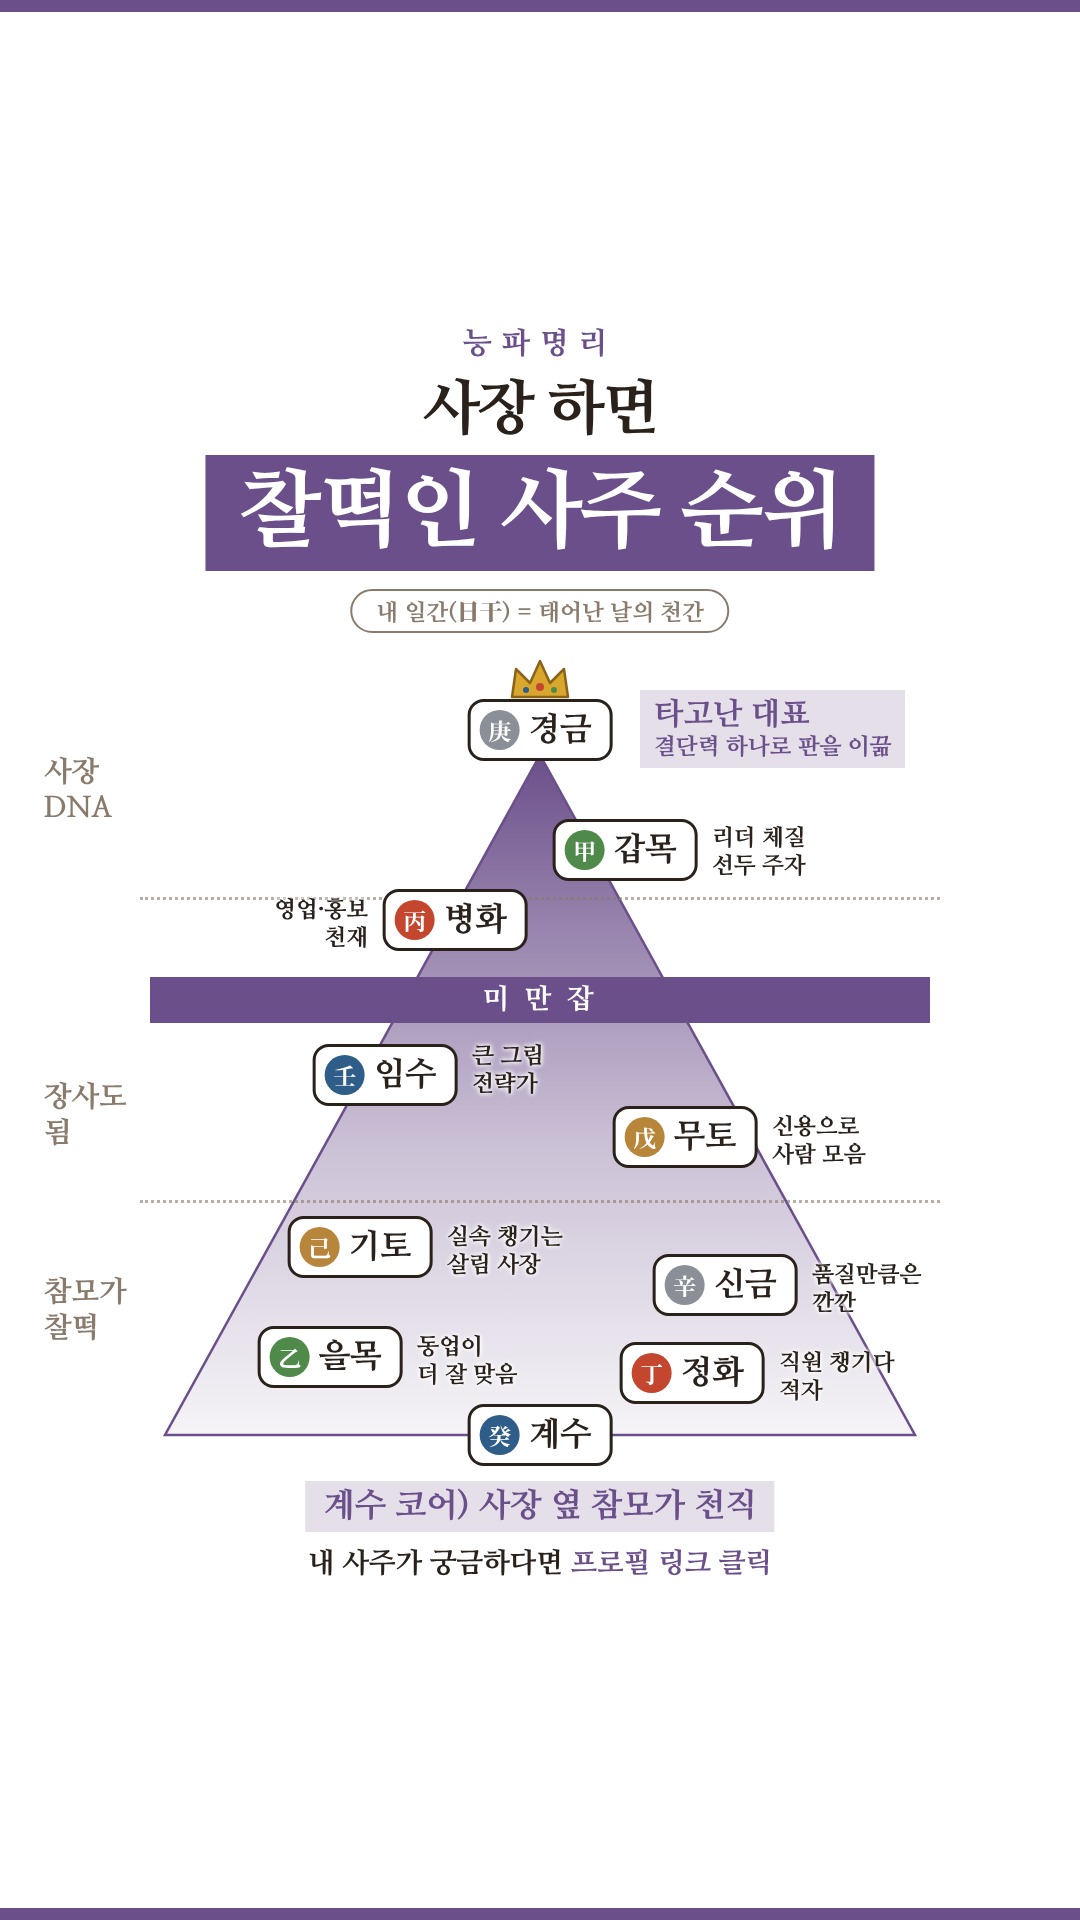 능파명리
사장 하면
찰떡인 사주 순위
내 일간(日干) = 태어난 날의 천간
庚 경금
타고난 대표
결단력 하나로 판을 이끎
사장
DNA
甲 갑목
리더 체질
선두 주자
영업·홍보
천재
丙 병화
미만잡
壬 임수
큰 그림
전략가
장사도
됨
戊 무토
신용으로
사람 모음
己 기토
실속 챙기는
살림 사장
辛 신금
품질만큼은
깐깐
참모가
찰떡
乙 을목
동업이
더 잘 맞음
丁 정화
직원 챙기다
적자
癸 계수
계수 코어) 사장 옆 참모가 천직
내 사주가 궁금하다면 프로필 링크 클릭